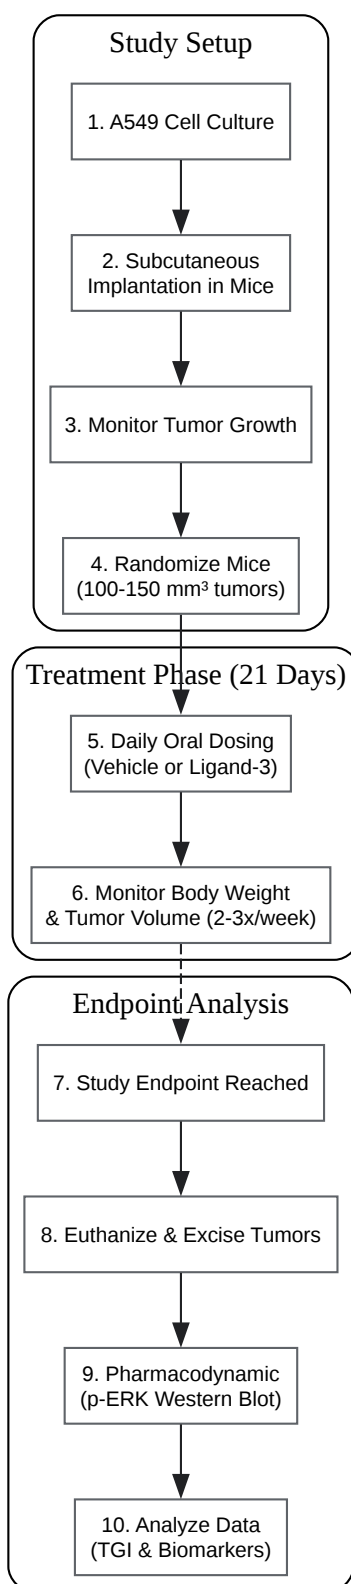 Study Setup
1. A549 Cell Culture
2. Subcutaneous
Implantation in Mice
3. Monitor Tumor Growth
4. Randomize Mice
(100-150 mm³ tumors)
Treatment Phase (21 Days)
5. Daily Oral Dosing
(Vehicle or Ligand-3)
6. Monitor Body Weight
& Tumor Volume (2-3x/week)
Endpoint Analysis
7. Study Endpoint Reached
8. Euthanize & Excise Tumors
9. Pharmacodynamic
(p-ERK Western Blot)
10. Analyze Data
(TGI & Biomarkers)